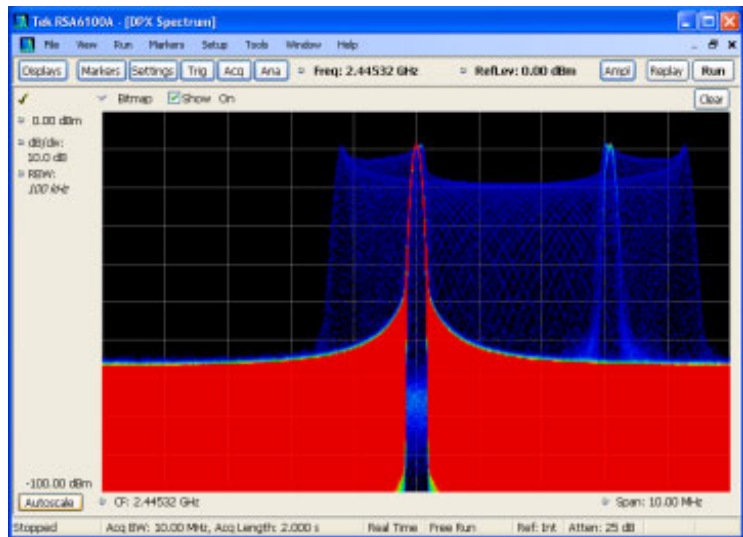 Tek RSA6100A - [DPX Spectrum]
File View Run Markers Setup Tools Window Help
Displays Markers Settings Trig Acq Ana Freq: 2.44532 GHz RefLev: 0.00 dBm Ampl Replay Run
Bitmap Show On Clear
0.00 dBm
dB/div:
10.0 dB
RBW:
100 kHz
-100.00 dBm
Autoscale CF: 2.44532 GHz Span: 10.00 MHz
Stopped Acq BW: 10.00 MHz, Acq Length: 2.000 s Real Time Free Run Ref: Int Atten: 25 dB